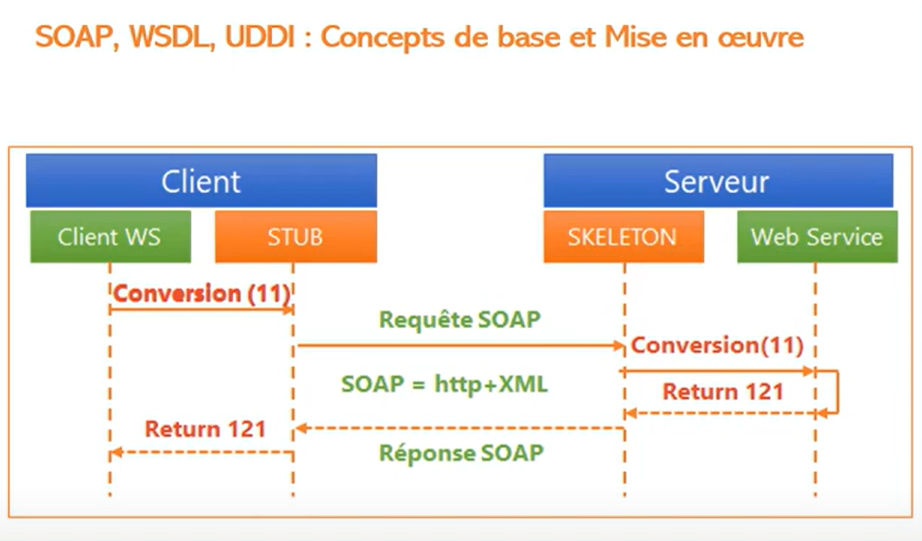 SOAP, WSDL, UDDI : Concepts de base et Mise en œuvre
Client
Serveur
Client WS
STUB
SKELETON
Web Service
Conversion (11)
Requête SOAP
Conversion(11)
SOAP = http+XML
Return 121
Return 121
Réponse SOAP